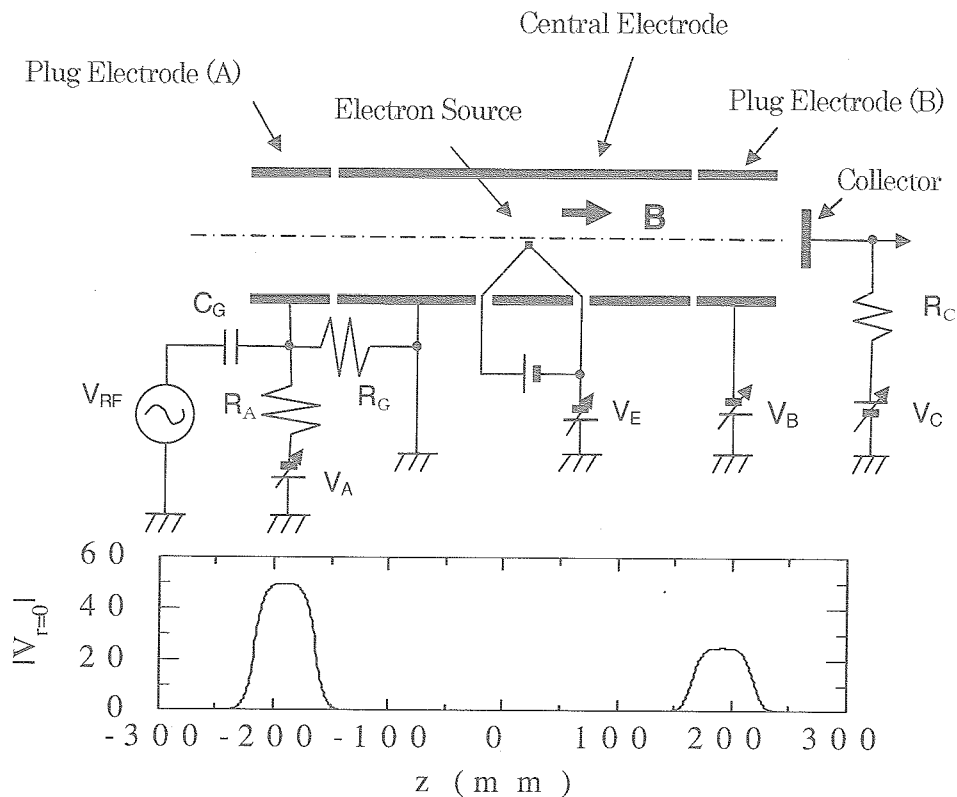 Central Electrode
Plug Electrode (A)
Electron Source
Plug Electrode (B)
Collector
B
C_G
R_C
V_RF
R_A
R_G
V_E
V_B
V_C
V_A
|V_r=0|
60
40
20
0
-300 -200 -100 0 100 200 300
z (mm)